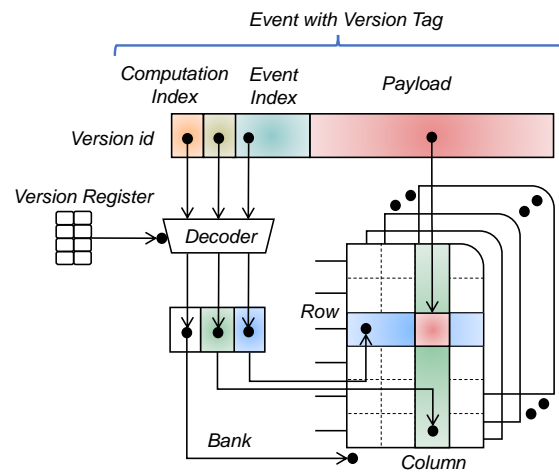 Event with Version Tag
Computation
Index
Event
Index
Payload
Version id
Version Register
Decoder
Row
Bank
Column